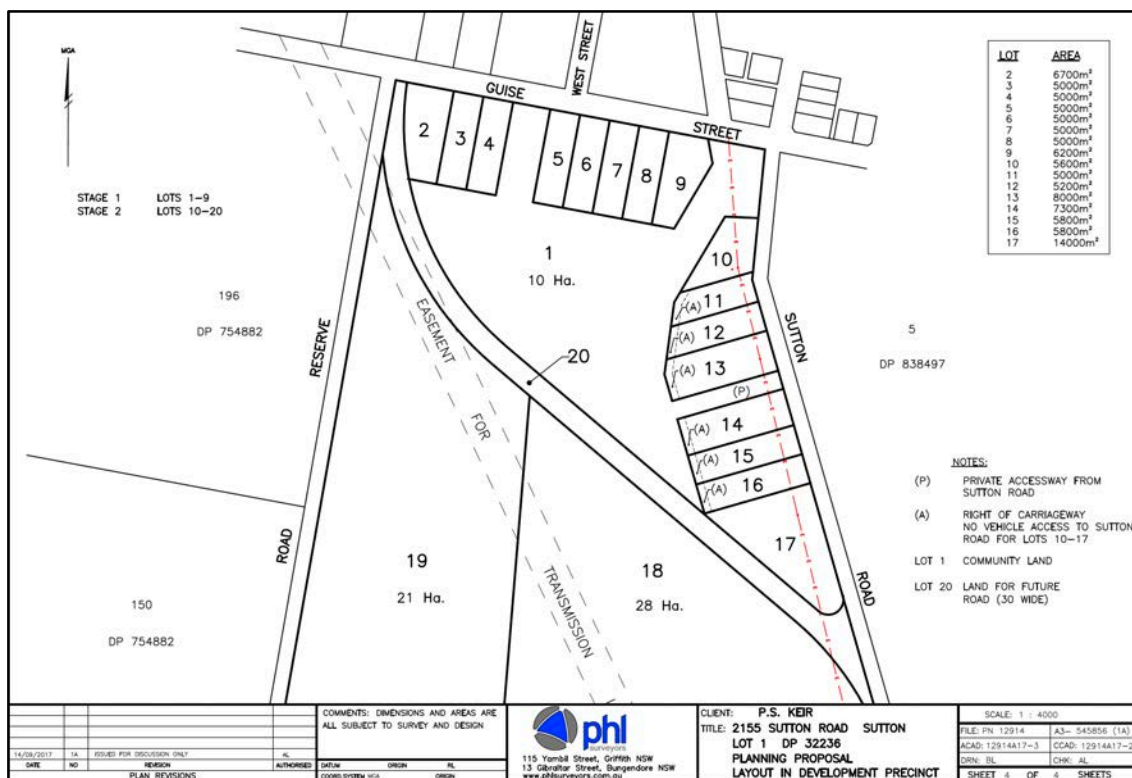 MGA
GUISE
WEST STREET
STREET
LOT AREA
2 6700m²
3 5000m²
4 5000m²
5 5000m²
6 5000m²
7 5000m²
8 5000m²
9 6200m²
10 5600m²
11 5000m²
12 5200m²
13 8000m²
14 7300m²
15 5800m²
16 5800m²
17 14000m²
STAGE 1 LOTS 1-9
STAGE 2 LOTS 10-20
2
3
4
5
6
7
8
9
1
10 Ha.
10
(A) 11
(A) 12
(A) 13
(P)
(A) 14
(A) 15
(A) 16
17
20
196
DP 754882
RESERVE
ROAD
EASEMENT
FOR
TRANSMISSION
SUTTON
ROAD
5
DP 838497
19
21 Ha.
18
28 Ha.
150
DP 754882
NOTES:
(P) PRIVATE ACCESSWAY FROM
SUTTON ROAD
(A) RIGHT OF CARRIAGEWAY
NO VEHICLE ACCESS TO SUTTON
ROAD FOR LOTS 10-17
LOT 1 COMMUNITY LAND
LOT 20 LAND FOR FUTURE
ROAD (30 WIDE)
14/09/2017 1A ISSUED FOR DISCUSSION ONLY AL
DATE NO REVISION AUTHORISED
PLAN REVISIONS
COMMENTS: DIMENSIONS AND AREAS ARE
ALL SUBJECT TO SURVEY AND DESIGN
DATUM ORIGIN RL
COORD SYSTEM MGA ORIGIN
phl
surveyors
115 Yambil Street, Griffith NSW
13 Gibraltar Street, Bungendore NSW
www.phlsurveyors.com.au
CLIENT: P.S. KEIR
TITLE: 2155 SUTTON ROAD SUTTON
LOT 1 DP 32236
PLANNING PROPOSAL
LAYOUT IN DEVELOPMENT PRECINCT
SCALE: 1 : 4000
FILE: PN 12914 A3- 545856 (1A)
ACAD: 12914A17-3 CCAD: 12914A17-2
DRN: BL CHK: AL
SHEET 4 OF 4 SHEETS